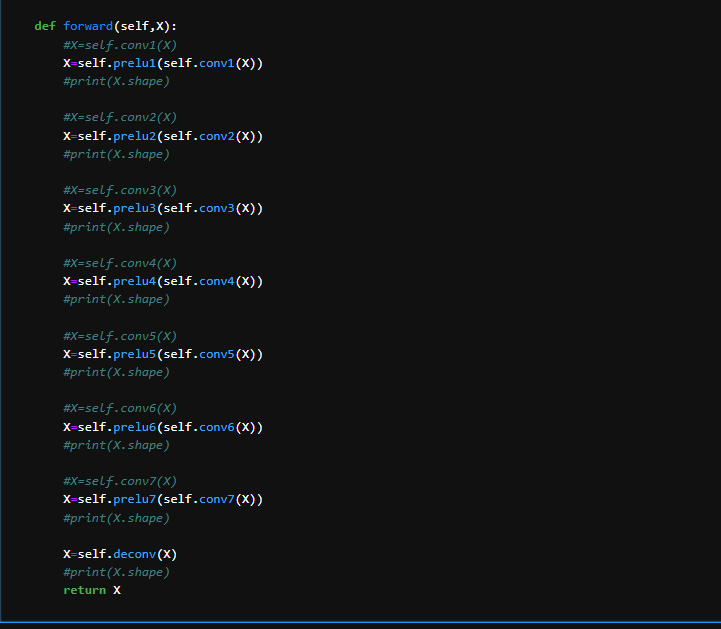 def forward(self,X):
#X=self.conv1(X)
X=self.prelu1(self.conv1(X))
#print(X.shape)
#X=self.conv2(X)
X=self.prelu2(self.conv2(X))
#print(X.shape)
#X=self.conv3(X)
X=self.prelu3(self.conv3(X))
#print(X.shape)
#X=self.conv4(X)
X=self.prelu4(self.conv4(X))
#print(X.shape)
#X=self.conv5(X)
X=self.prelu5(self.conv5(X))
#print(X.shape)
#X=self.conv6(X)
X=self.prelu6(self.conv6(X))
#print(X.shape)
#X=self.conv7(X)
X=self.prelu7(self.conv7(X))
#print(X.shape)
X=self.deconv(X)
#print(X.shape)
return X